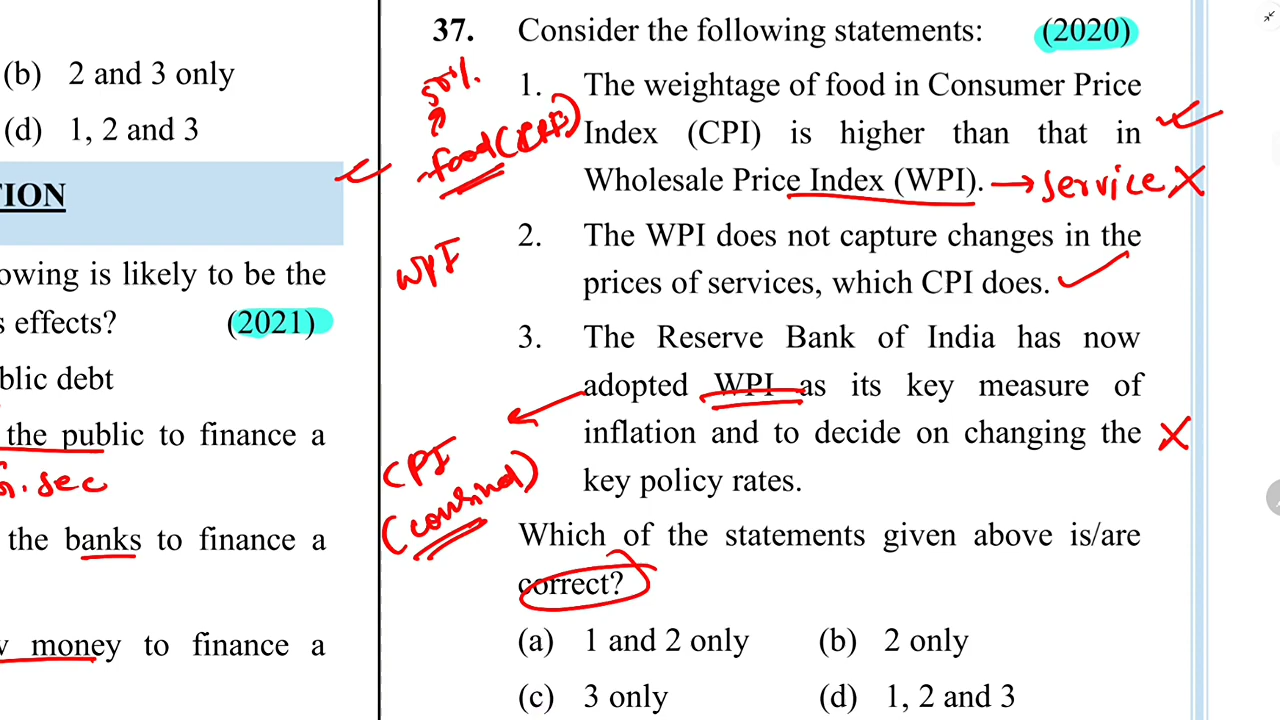 (b) 2 and 3 only
(d) 1, 2 and 3
TION
owing is likely to be the
s effects? (2021)
blic debt
the public to finance a
sec
the banks to finance a
money to finance a
37. Consider the following statements: (2020)
50%
food (CPI)
1. The weightage of food in Consumer Price
Index (CPI) is higher than that in
Wholesale Price Index (WPI). → Service X
WPI
2. The WPI does not capture changes in the
prices of services, which CPI does. ✓
3. The Reserve Bank of India has now
adopted WPI as its key measure of
inflation and to decide on changing the X
key policy rates.
CPI
Which of the statements given above is/are
correct?
(a) 1 and 2 only (b) 2 only
(c) 3 only (d) 1, 2 and 3